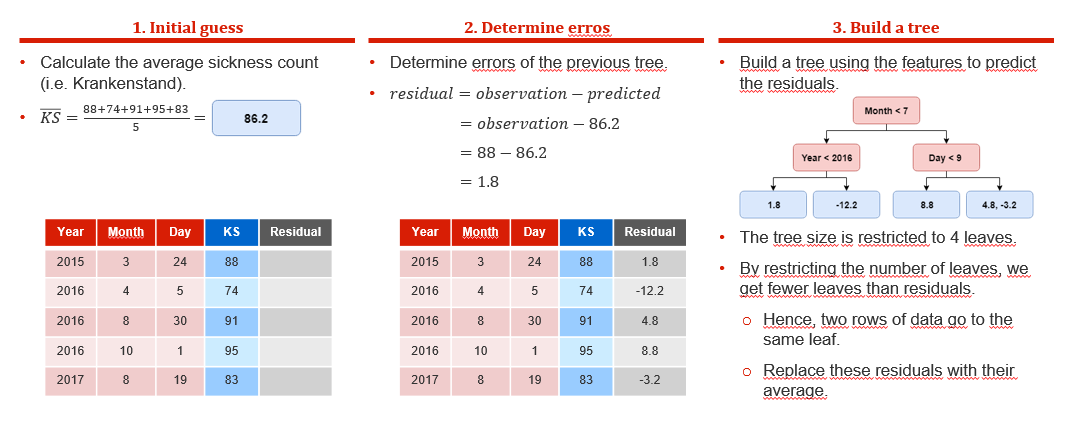 1. Initial guess
• Calculate the average sickness count
(i.e. Krankenstand).
• K̅S̅ = (88+74+91+95+83)/5 = 86.2
Year Month Day KS Residual
2015 3 24 88
2016 4 5 74
2016 8 30 91
2016 10 1 95
2017 8 19 83
2. Determine erros
• Determine errors of the previous tree.
• residual = observation − predicted
= observation − 86.2
= 88 − 86.2
= 1.8
Year Month Day KS Residual
2015 3 24 88 1.8
2016 4 5 74 -12.2
2016 8 30 91 4.8
2016 10 1 95 8.8
2017 8 19 83 -3.2
3. Build a tree
• Build a tree using the features to predict
the residuals.
Month < 7
Year < 2016 Day < 9
1.8 -12.2 8.8 4.8, -3.2
• The tree size is restricted to 4 leaves.
• By restricting the number of leaves, we
get fewer leaves than residuals.
o Hence, two rows of data go to the
same leaf.
o Replace these residuals with their
average.